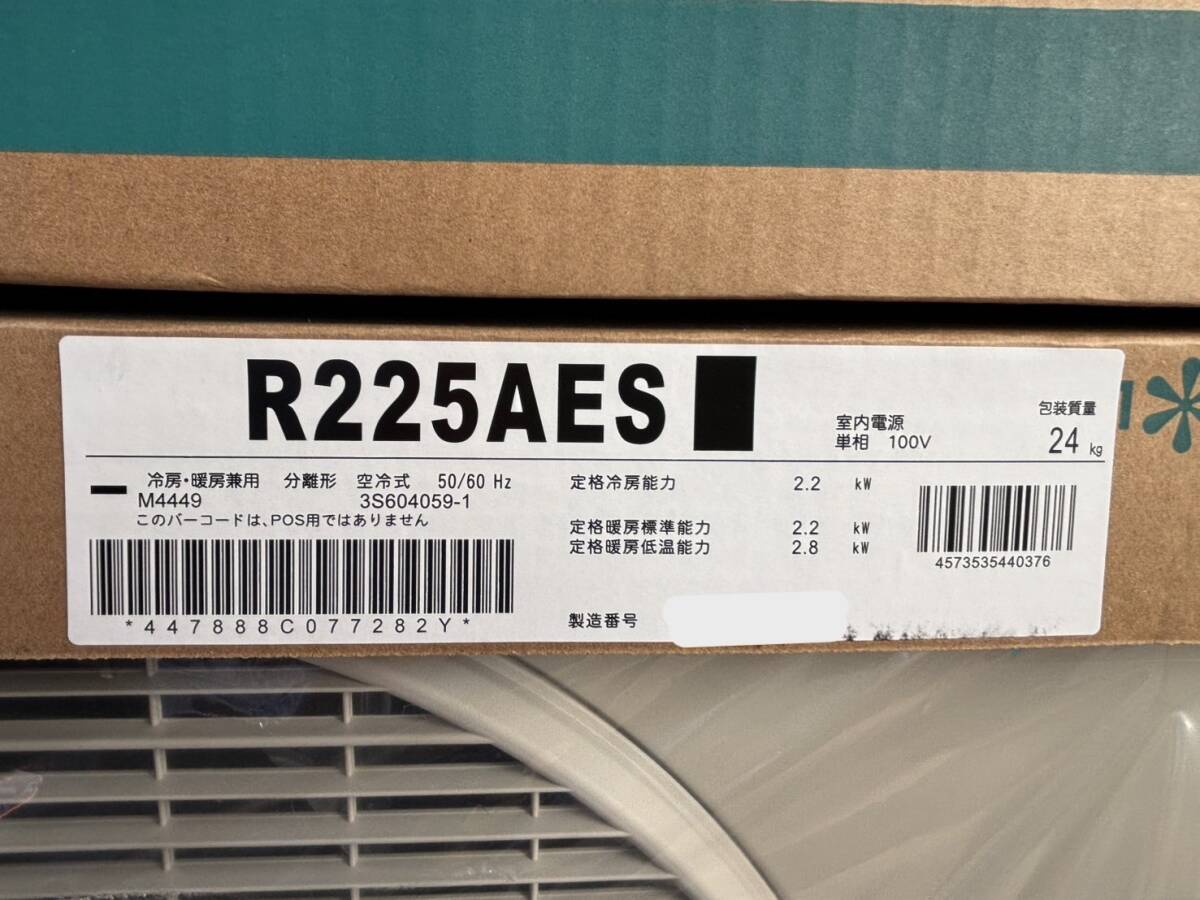 R225AES
室内電源
単相 100V
包装質量
24 kg
冷房・暖房兼用 分離形 空冷式 50/60 Hz
M4449 3S604059-1
このバーコードは、POS用ではありません
*447888C077282Y*
定格冷房能力 2.2 kW
定格暖房標準能力 2.2 kW
定格暖房低温能力 2.8 kW
製造番号
4573535440376